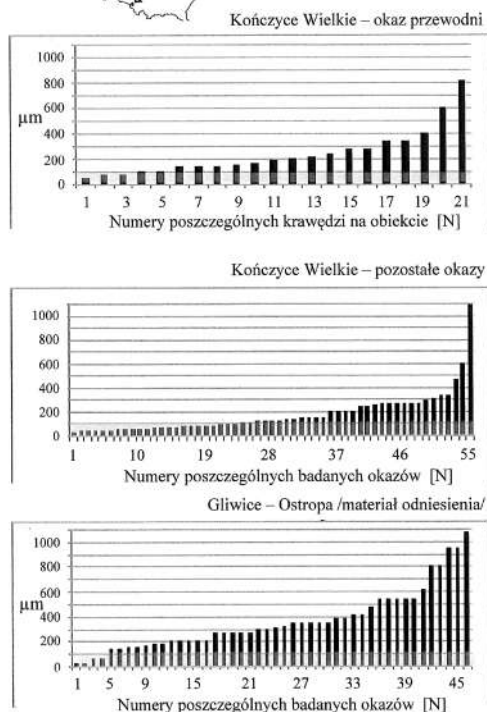 Kończyce Wielkie – okaz przewodni
1000
800
600
µm
400
200
0
1 3 5 7 9 11 13 15 17 19 21
Numery poszczególnych krawędzi na obiekcie [N]
Kończyce Wielkie – pozostałe okazy
1000
800
600
400
200
0
1 10 19 28 37 46 55
Numery poszczególnych badanych okazów [N]
Gliwice – Ostropa /materiał odniesienia/
1000
800
600
µm
400
200
0
1 5 9 15 21 27 33 39 45
Numery poszczególnych badanych okazów [N]